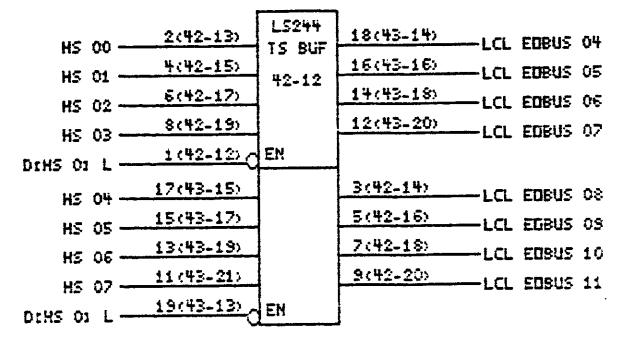 LS244
TS BUF
42-12
HS 00 2(42-13) 18(43-14) LCL EDBUS 04
HS 01 4(42-15) 16(43-16) LCL EDBUS 05
HS 02 6(42-17) 14(43-18) LCL EDBUS 06
HS 03 8(42-19) 12(43-20) LCL EDBUS 07
D:HS 01 L 1(42-12) EN
HS 04 17(43-15) 3(42-14) LCL EDBUS 08
HS 05 15(43-17) 5(42-16) LCL EDBUS 09
HS 06 13(43-19) 7(42-18) LCL EDBUS 10
HS 07 11(43-21) 9(42-20) LCL EDBUS 11
D:HS 01 L 19(43-13) EN